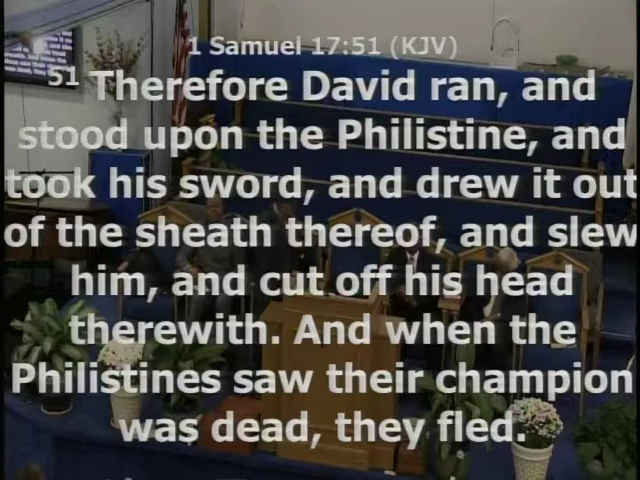 1 Samuel 17:51 (KJV)
51 Therefore David ran, and
stood upon the Philistine, and
took his sword, and drew it out
of the sheath thereof, and slew
him, and cut off his head
therewith. And when the
Philistines saw their champion
was dead, they fled.